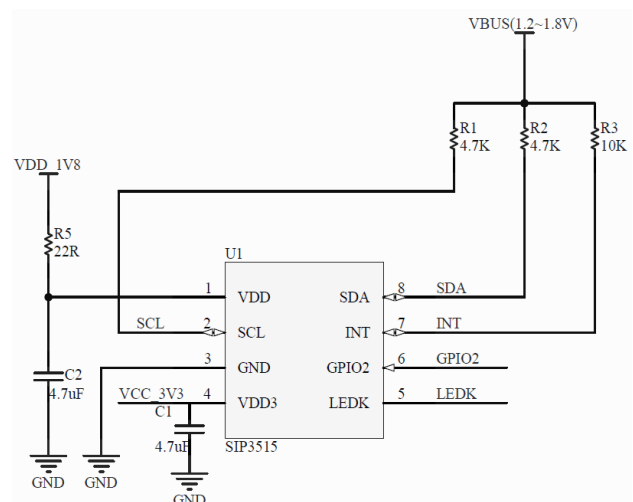 VBUS(1.2~1.8V)
R1
4.7K
R2
4.7K
R3
10K
VDD_1V8
R5
22R
U1
1
VDD
SDA
8
SDA
SCL
2
SCL
INT
7
INT
3
GND
GPIO2
6
GPIO2
VCC_3V3
4
VDD3
LEDK
5
LEDK
C2
4.7uF
C1
4.7uF
SIP3515
GND
GND
GND